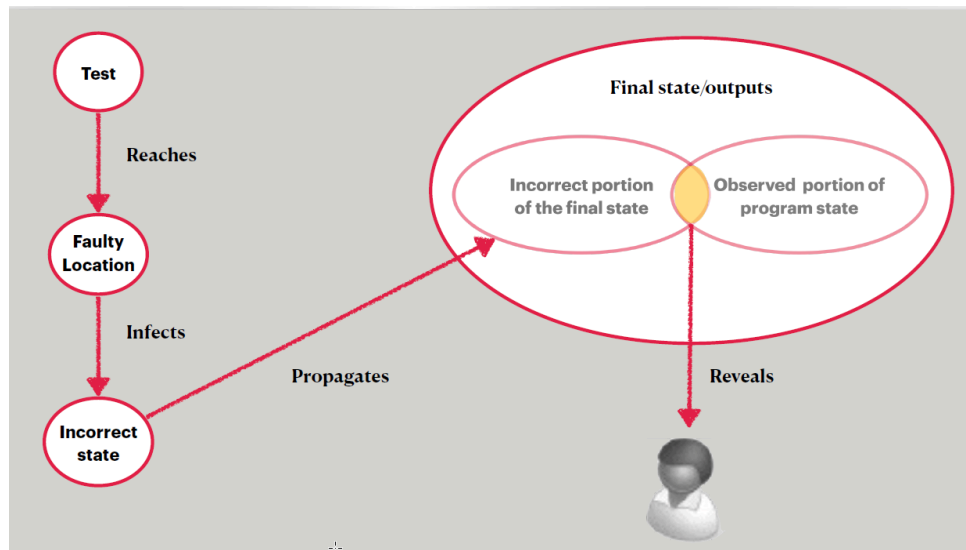 Test
Reaches
Faulty
Location
Infects
Incorrect
state
Propagates
Final state/outputs
Incorrect portion
of the final state
Observed portion of
program state
Reveals